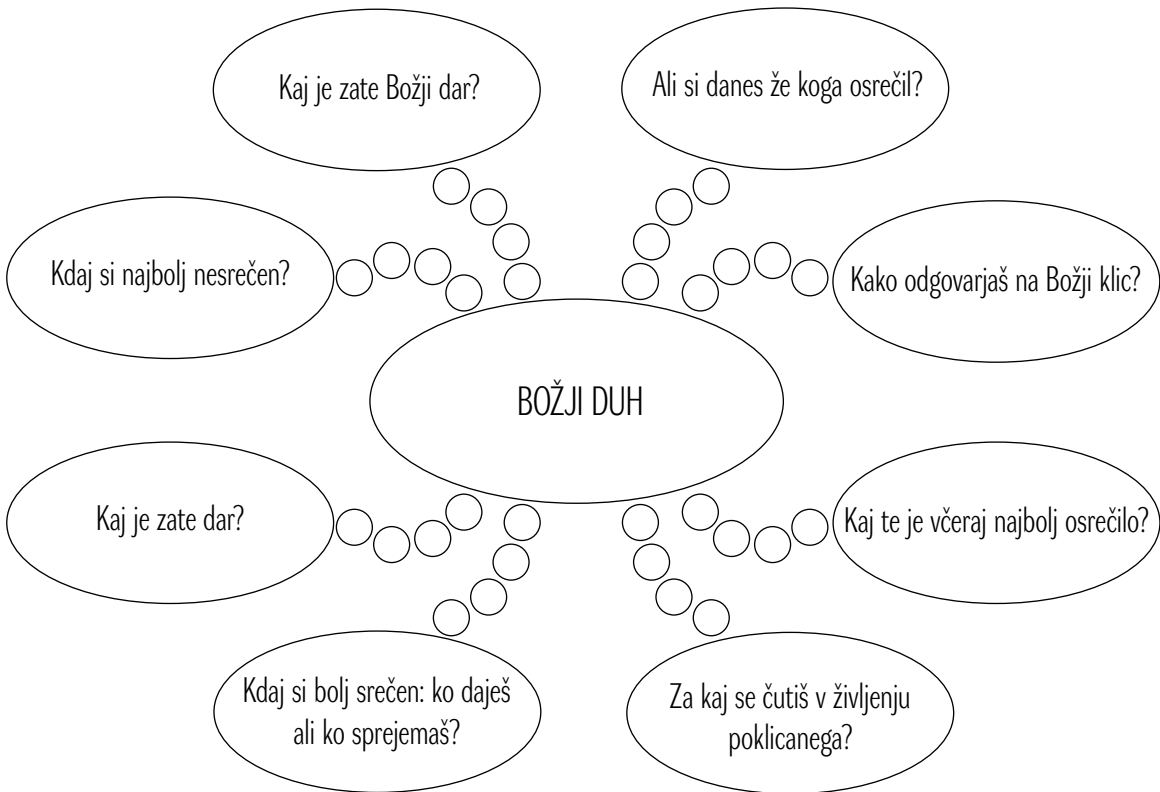 Kaj je zate Božji dar?
Ali si danes že koga osrečil?
Kdaj si najbolj nesrečen?
Kako odgovarjaš na Božji klic?
BOŽJI DUH
Kaj je zate dar?
Kaj te je včeraj najbolj osrečilo?
Kdaj si bolj srečen: ko daješ
ali ko sprejemaš?
Za kaj se čutiš v življenju
poklicanega?